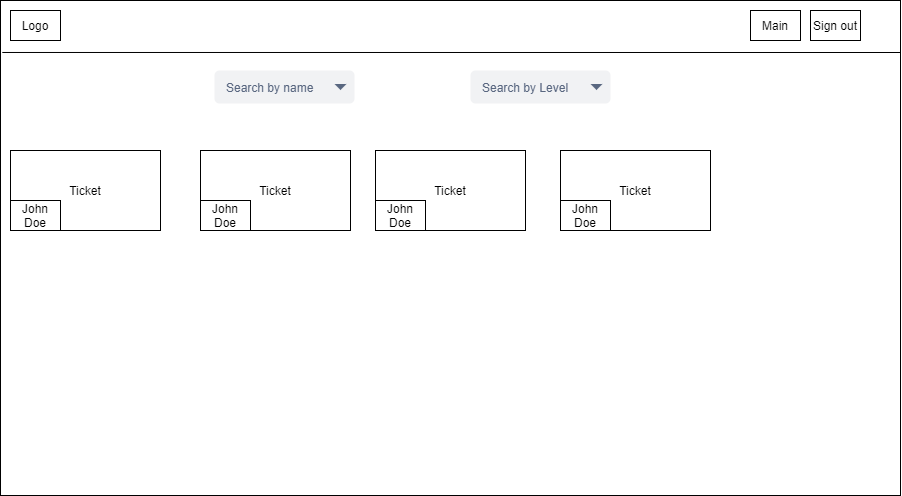 Logo
Main
Sign out
Search by name
Search by Level
Ticket
John
Doe
Ticket
John
Doe
Ticket
John
Doe
Ticket
John
Doe